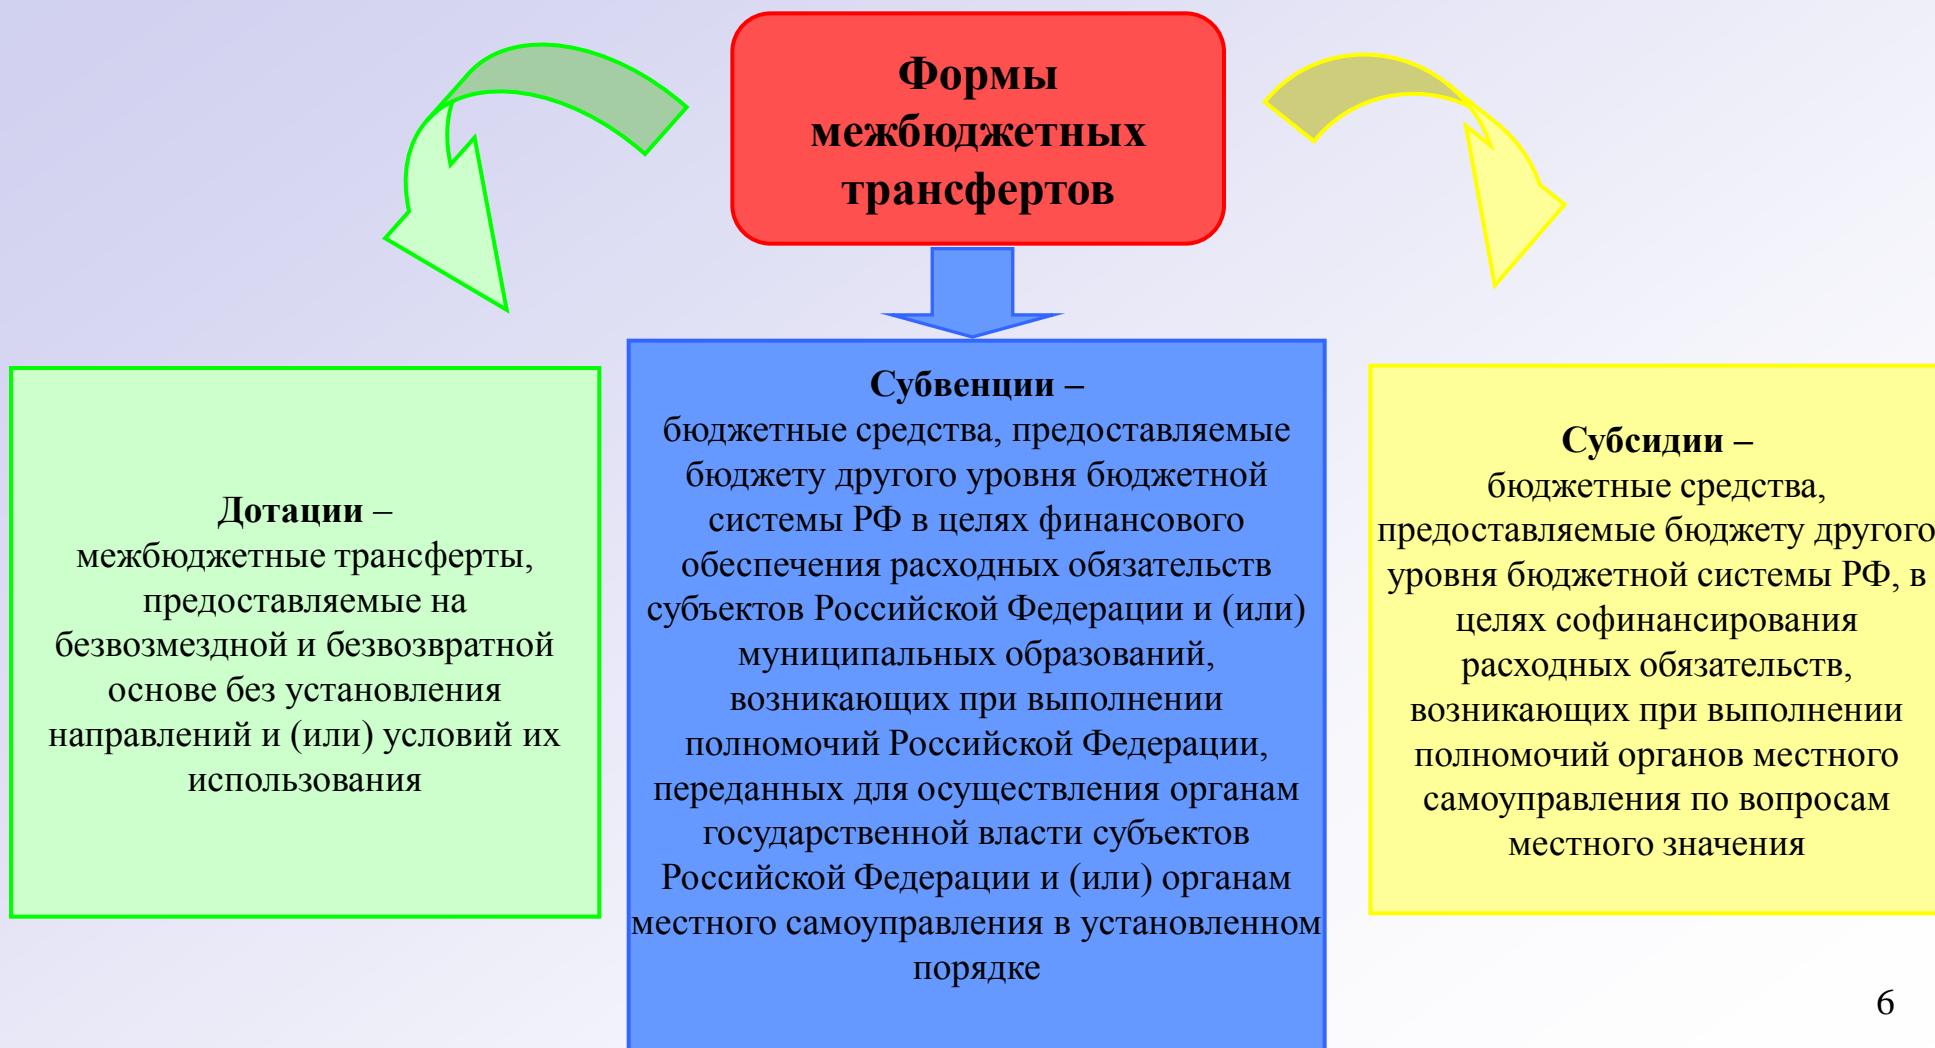 Формы
межбюджетных
трансфертов
Дотации –
межбюджетные трансферты,
предоставляемые на
безвозмездной и безвозвратной
основе без установления
направлений и (или) условий их
использования
Субвенции –
бюджетные средства, предоставляемые
бюджету другого уровня бюджетной
системы РФ в целях финансового
обеспечения расходных обязательств
субъектов Российской Федерации и (или)
муниципальных образований,
возникающих при выполнении
полномочий Российской Федерации,
переданных для осуществления органам
государственной власти субъектов
Российской Федерации и (или) органам
местного самоуправления в установленном
порядке
Субсидии –
бюджетные средства,
предоставляемые бюджету другого
уровня бюджетной системы РФ, в
целях софинансирования
расходных обязательств,
возникающих при выполнении
полномочий органов местного
самоуправления по вопросам
местного значения
6